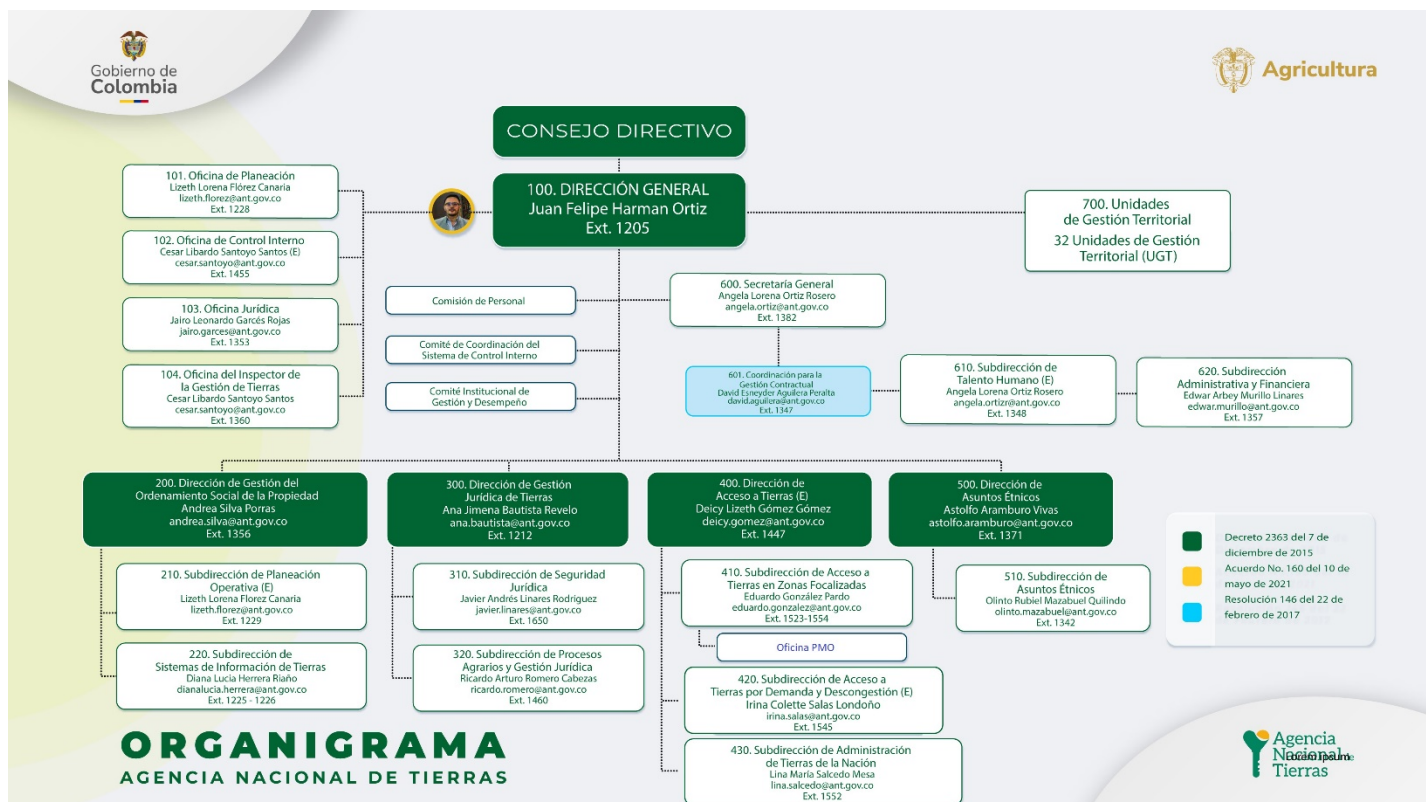 Gobierno de
Colombia
Agricultura
CONSEJO DIRECTIVO
100. DIRECCIÓN GENERAL
Juan Felipe Harman Ortiz
Ext. 1205
101. Oficina de Planeación
Lizeth Lorena Flórez Canaria
lizeth.florez@ant.gov.co
Ext. 1228
102. Oficina de Control Interno
Cesar Libardo Santoyo Santos (E)
cesar.santoyo@ant.gov.co
Ext. 1455
103. Oficina Jurídica
Jairo Leonardo Garcés Rojas
jairo.garces@ant.gov.co
Ext. 1353
104. Oficina del Inspector de
la Gestión de Tierras
Cesar Libardo Santoyo Santos
cesar.santoyo@ant.gov.co
Ext. 1360
700. Unidades
de Gestión Territorial
32 Unidades de Gestión
Territorial (UGT)
Comisión de Personal
Comité de Coordinación del
Sistema de Control Interno
Comité Institucional de
Gestión y Desempeño
600. Secretaría General
Angela Lorena Ortiz Rosero
angela.ortiz@ant.gov.co
Ext. 1382
601. Coordinación para la
Gestión Contractual
David Esneyder Aguilera Peralta
david.aguilera@ant.gov.co
Ext. 1347
610. Subdirección de
Talento Humano (E)
Angela Lorena Ortiz Rosero
angela.ortizr@ant.gov.co
Ext. 1348
620. Subdirección
Administrativa y Financiera
Edwar Arbey Murillo Linares
edwar.murillo@ant.gov.co
Ext. 1357
200. Dirección de Gestión del
Ordenamiento Social de la Propiedad
Andrea Silva Porras
andrea.silva@ant.gov.co
Ext. 1356
210. Subdirección de Planeación
Operativa (E)
Lizeth Lorena Florez Canaria
lizeth.florez@ant.gov.co
Ext. 1229
220. Subdirección de
Sistemas de Información de Tierras
Diana Lucia Herrera Riaño
dianalucia.herrera@ant.gov.co
Ext. 1225 - 1226
300. Dirección de Gestión
Jurídica de Tierras
Ana Jimena Bautista Revelo
ana.bautista@ant.gov.co
Ext. 1212
310. Subdirección de Seguridad
Jurídica
Javier Andrés Linares Rodriguez
javier.linares@ant.gov.co
Ext. 1650
320. Subdirección de Procesos
Agrarios y Gestión Jurídica
Ricardo Arturo Romero Cabezas
ricardo.romero@ant.gov.co
Ext. 1460
400. Dirección de
Acceso a Tierras (E)
Deicy Lizeth Gómez Gómez
deicy.gomez@ant.gov.co
Ext. 1447
410. Subdirección de Acceso a
Tierras en Zonas Focalizadas
Eduardo González Pardo
eduardo.gonzalez@ant.gov.co
Ext. 1523-1554
Oficina PMO
420. Subdirección de Acceso a
Tierras por Demanda y Descongestión (E)
Irina Colette Salas Londoño
irina.salas@ant.gov.co
Ext. 1545
430. Subdirección de Administración
de Tierras de la Nación
Lina María Salcedo Mesa
lina.salcedo@ant.gov.co
Ext. 1552
500. Dirección de
Asuntos Étnicos
Astolfo Aramburo Vivas
astolfo.aramburo@ant.gov.co
Ext. 1371
510. Subdirección de
Asuntos Étnicos
Olinto Rubiel Mazabuel Quilindo
olinto.mazabuel@ant.gov.co
Ext. 1342
Decreto 2363 del 7 de
diciembre de 2015
Acuerdo No. 160 del 10 de
mayo de 2021
Resolución 146 del 22 de
febrero de 2017
ORGANIGRAMA
AGENCIA NACIONAL DE TIERRAS
Agencia
Nacional de
Lorem Ipsum
Tierras